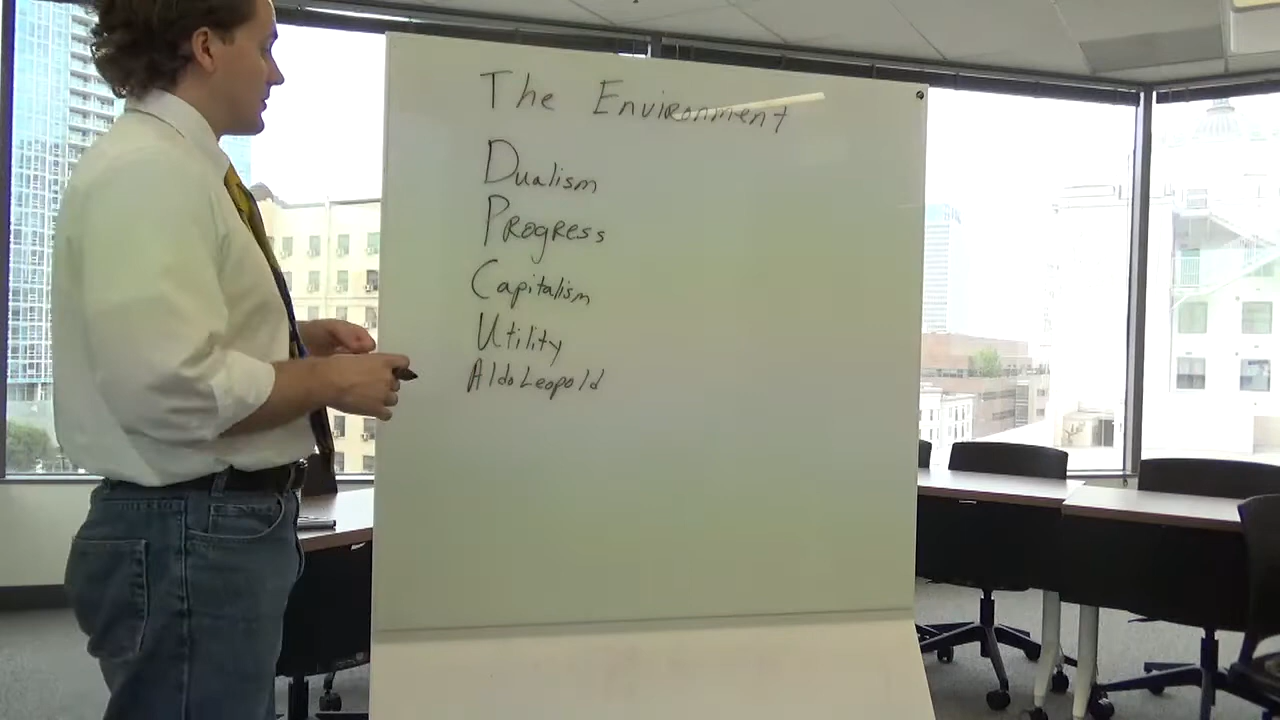 The Environment
Dualism
Progress
Capitalism
Utility
Aldo Leopold